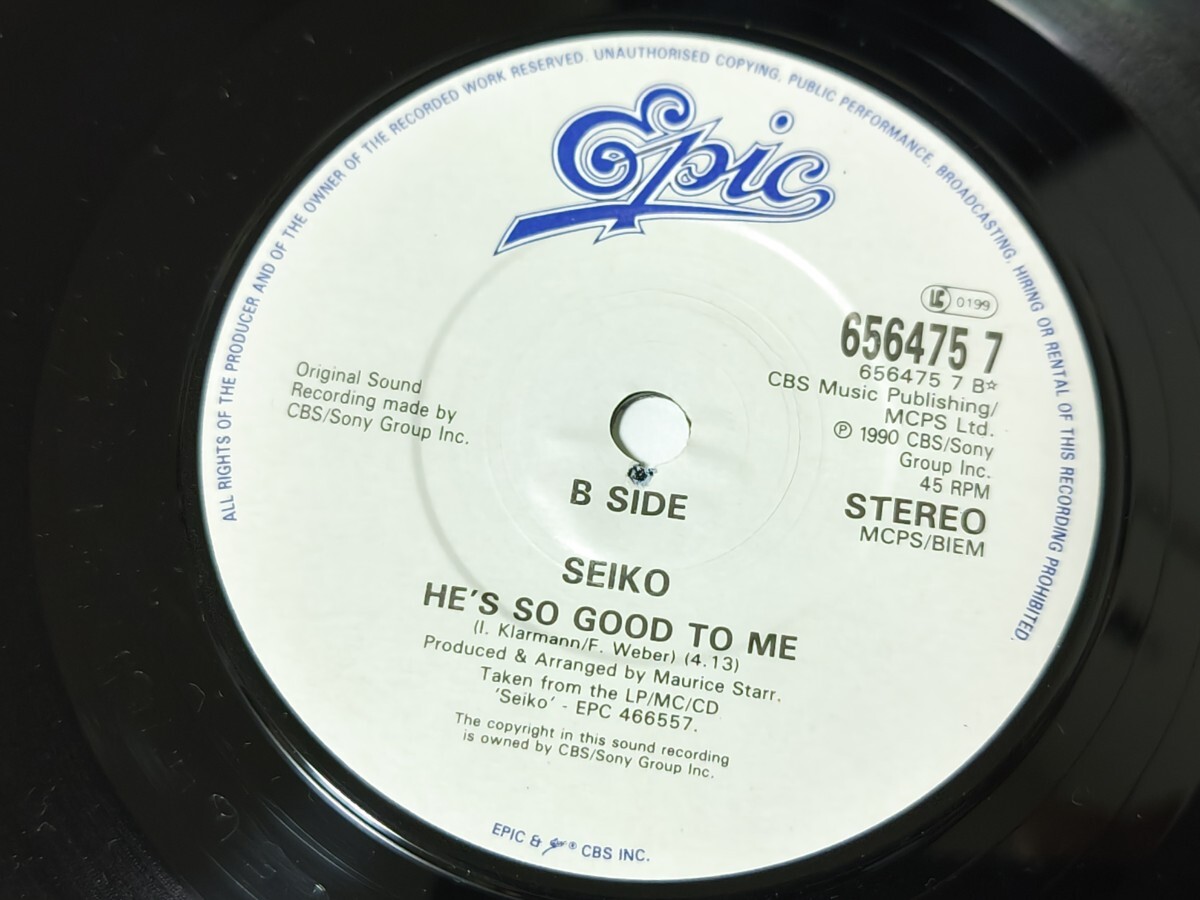 ALL RIGHTS OF THE PRODUCER AND OF THE OWNER OF THE RECORDED WORK RESERVED. UNAUTHORISED COPYING, PUBLIC PERFORMANCE, BROADCASTING, HIRING OR RENTAL OF THIS RECORDING PROHIBITED.
Epic
LC 0199
656475 7
656475 7 B☆
CBS Music Publishing/
MCPS Ltd.
℗ 1990 CBS/Sony
Group Inc.
45 RPM
STEREO
MCPS/BIEM
Original Sound
Recording made by
CBS/Sony Group Inc.
B SIDE
SEIKO
HE'S SO GOOD TO ME
(I. Klarmann/F. Weber) (4.13)
Produced & Arranged by Maurice Starr.
Taken from the LP/MC/CD
'Seiko' - EPC 466557.
The copyright in this sound recording
is owned by CBS/Sony Group Inc.
EPIC & Epic ® CBS INC.